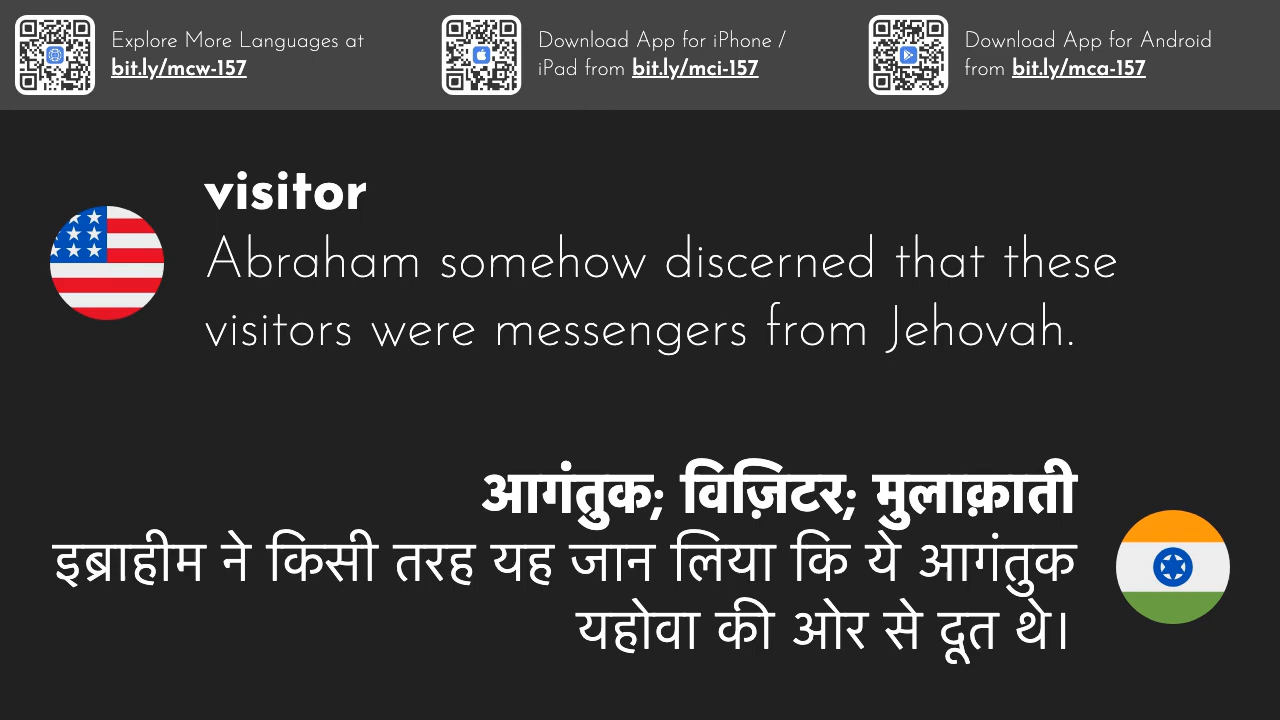 Explore More Languages at
bit.ly/mcw-157
Download App for iPhone /
iPad from bit.ly/mci-157
Download App for Android
from bit.ly/mca-157
visitor
Abraham somehow discerned that these
visitors were messengers from Jehovah.
आगंतुक; विज़िटर; मुलाक़ाती
इब्राहीम ने किसी तरह यह जान लिया कि ये आगंतुक
यहोवा की ओर से दूत थे।